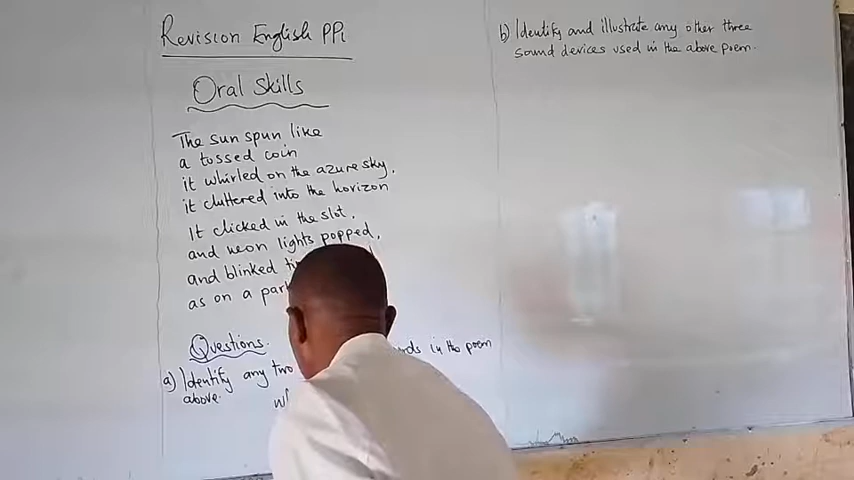 Revision English PP1
Oral Skills
The sun spun like
a tossed coin
it whirled on the azure sky,
it cluttered into the horizon
It clicked in the slot,
and neon lights popped,
and blinked
as on a
Questions
a) Identify any two in the poem
above.
b) Identify and illustrate any other three
sound devices used in the above poem.